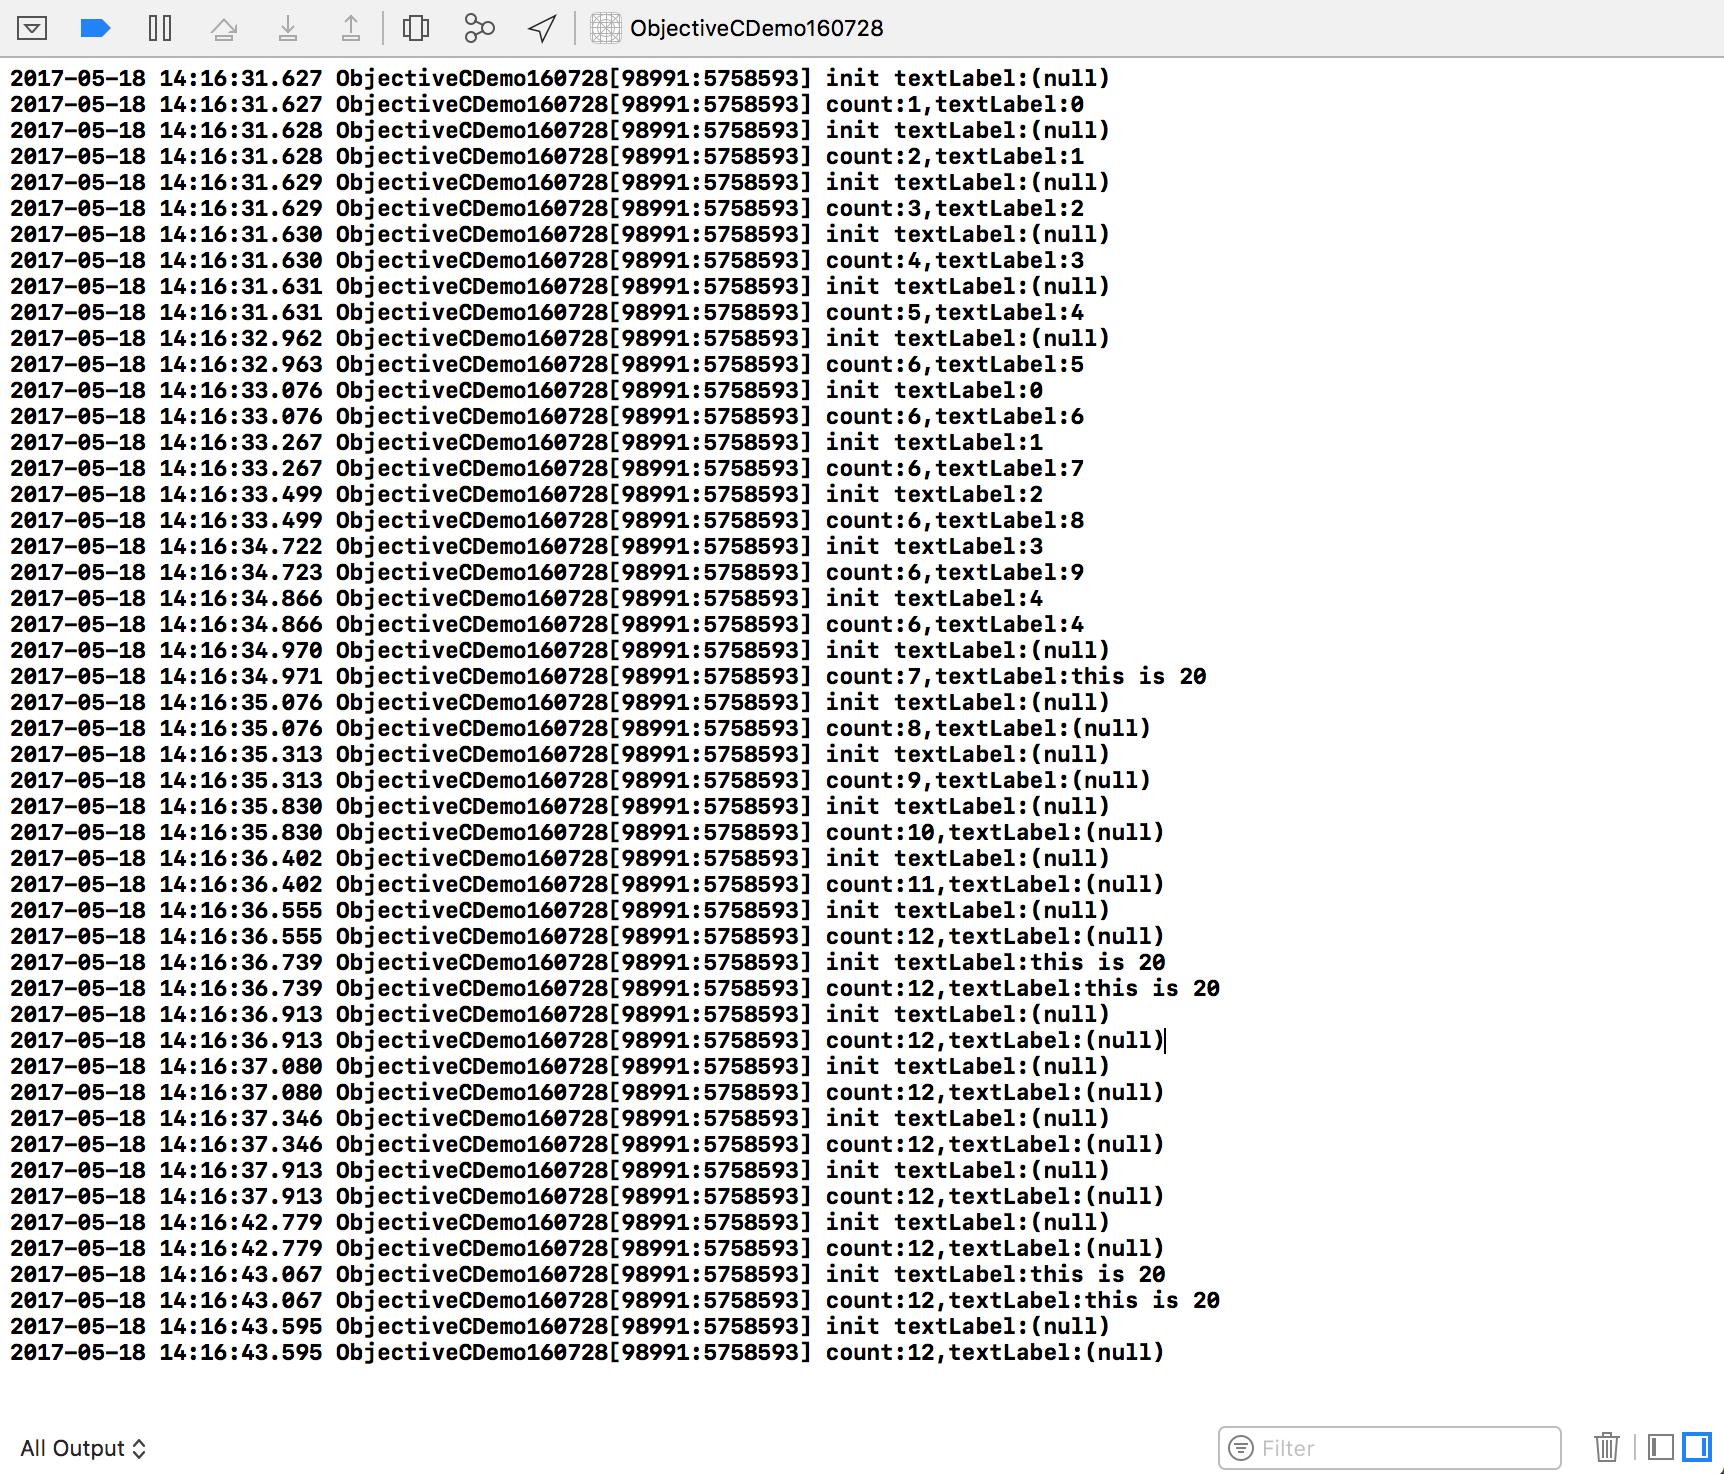 ObjectiveCDemo160728
2017-05-18 14:16:31.627 ObjectiveCDemo160728[98991:5758593] init textLabel:(null)
2017-05-18 14:16:31.627 ObjectiveCDemo160728[98991:5758593] count:1,textLabel:0
2017-05-18 14:16:31.628 ObjectiveCDemo160728[98991:5758593] init textLabel:(null)
2017-05-18 14:16:31.628 ObjectiveCDemo160728[98991:5758593] count:2,textLabel:1
2017-05-18 14:16:31.629 ObjectiveCDemo160728[98991:5758593] init textLabel:(null)
2017-05-18 14:16:31.629 ObjectiveCDemo160728[98991:5758593] count:3,textLabel:2
2017-05-18 14:16:31.630 ObjectiveCDemo160728[98991:5758593] init textLabel:(null)
2017-05-18 14:16:31.630 ObjectiveCDemo160728[98991:5758593] count:4,textLabel:3
2017-05-18 14:16:31.631 ObjectiveCDemo160728[98991:5758593] init textLabel:(null)
2017-05-18 14:16:31.631 ObjectiveCDemo160728[98991:5758593] count:5,textLabel:4
2017-05-18 14:16:32.962 ObjectiveCDemo160728[98991:5758593] init textLabel:(null)
2017-05-18 14:16:32.963 ObjectiveCDemo160728[98991:5758593] count:6,textLabel:5
2017-05-18 14:16:33.076 ObjectiveCDemo160728[98991:5758593] init textLabel:0
2017-05-18 14:16:33.076 ObjectiveCDemo160728[98991:5758593] count:6,textLabel:6
2017-05-18 14:16:33.267 ObjectiveCDemo160728[98991:5758593] init textLabel:1
2017-05-18 14:16:33.267 ObjectiveCDemo160728[98991:5758593] count:6,textLabel:7
2017-05-18 14:16:33.499 ObjectiveCDemo160728[98991:5758593] init textLabel:2
2017-05-18 14:16:33.499 ObjectiveCDemo160728[98991:5758593] count:6,textLabel:8
2017-05-18 14:16:34.722 ObjectiveCDemo160728[98991:5758593] init textLabel:3
2017-05-18 14:16:34.723 ObjectiveCDemo160728[98991:5758593] count:6,textLabel:9
2017-05-18 14:16:34.866 ObjectiveCDemo160728[98991:5758593] init textLabel:4
2017-05-18 14:16:34.866 ObjectiveCDemo160728[98991:5758593] count:6,textLabel:4
2017-05-18 14:16:34.970 ObjectiveCDemo160728[98991:5758593] init textLabel:(null)
2017-05-18 14:16:34.971 ObjectiveCDemo160728[98991:5758593] count:7,textLabel:this is 20
2017-05-18 14:16:35.076 ObjectiveCDemo160728[98991:5758593] init textLabel:(null)
2017-05-18 14:16:35.076 ObjectiveCDemo160728[98991:5758593] count:8,textLabel:(null)
2017-05-18 14:16:35.313 ObjectiveCDemo160728[98991:5758593] init textLabel:(null)
2017-05-18 14:16:35.313 ObjectiveCDemo160728[98991:5758593] count:9,textLabel:(null)
2017-05-18 14:16:35.830 ObjectiveCDemo160728[98991:5758593] init textLabel:(null)
2017-05-18 14:16:35.830 ObjectiveCDemo160728[98991:5758593] count:10,textLabel:(null)
2017-05-18 14:16:36.402 ObjectiveCDemo160728[98991:5758593] init textLabel:(null)
2017-05-18 14:16:36.402 ObjectiveCDemo160728[98991:5758593] count:11,textLabel:(null)
2017-05-18 14:16:36.555 ObjectiveCDemo160728[98991:5758593] init textLabel:(null)
2017-05-18 14:16:36.555 ObjectiveCDemo160728[98991:5758593] count:12,textLabel:(null)
2017-05-18 14:16:36.739 ObjectiveCDemo160728[98991:5758593] init textLabel:this is 20
2017-05-18 14:16:36.739 ObjectiveCDemo160728[98991:5758593] count:12,textLabel:this is 20
2017-05-18 14:16:36.913 ObjectiveCDemo160728[98991:5758593] init textLabel:(null)
2017-05-18 14:16:36.913 ObjectiveCDemo160728[98991:5758593] count:12,textLabel:(null)
2017-05-18 14:16:37.080 ObjectiveCDemo160728[98991:5758593] init textLabel:(null)
2017-05-18 14:16:37.080 ObjectiveCDemo160728[98991:5758593] count:12,textLabel:(null)
2017-05-18 14:16:37.346 ObjectiveCDemo160728[98991:5758593] init textLabel:(null)
2017-05-18 14:16:37.346 ObjectiveCDemo160728[98991:5758593] count:12,textLabel:(null)
2017-05-18 14:16:37.913 ObjectiveCDemo160728[98991:5758593] init textLabel:(null)
2017-05-18 14:16:37.913 ObjectiveCDemo160728[98991:5758593] count:12,textLabel:(null)
2017-05-18 14:16:42.779 ObjectiveCDemo160728[98991:5758593] init textLabel:(null)
2017-05-18 14:16:42.779 ObjectiveCDemo160728[98991:5758593] count:12,textLabel:(null)
2017-05-18 14:16:43.067 ObjectiveCDemo160728[98991:5758593] init textLabel:this is 20
2017-05-18 14:16:43.067 ObjectiveCDemo160728[98991:5758593] count:12,textLabel:this is 20
2017-05-18 14:16:43.595 ObjectiveCDemo160728[98991:5758593] init textLabel:(null)
2017-05-18 14:16:43.595 ObjectiveCDemo160728[98991:5758593] count:12,textLabel:(null)
All Output
Filter